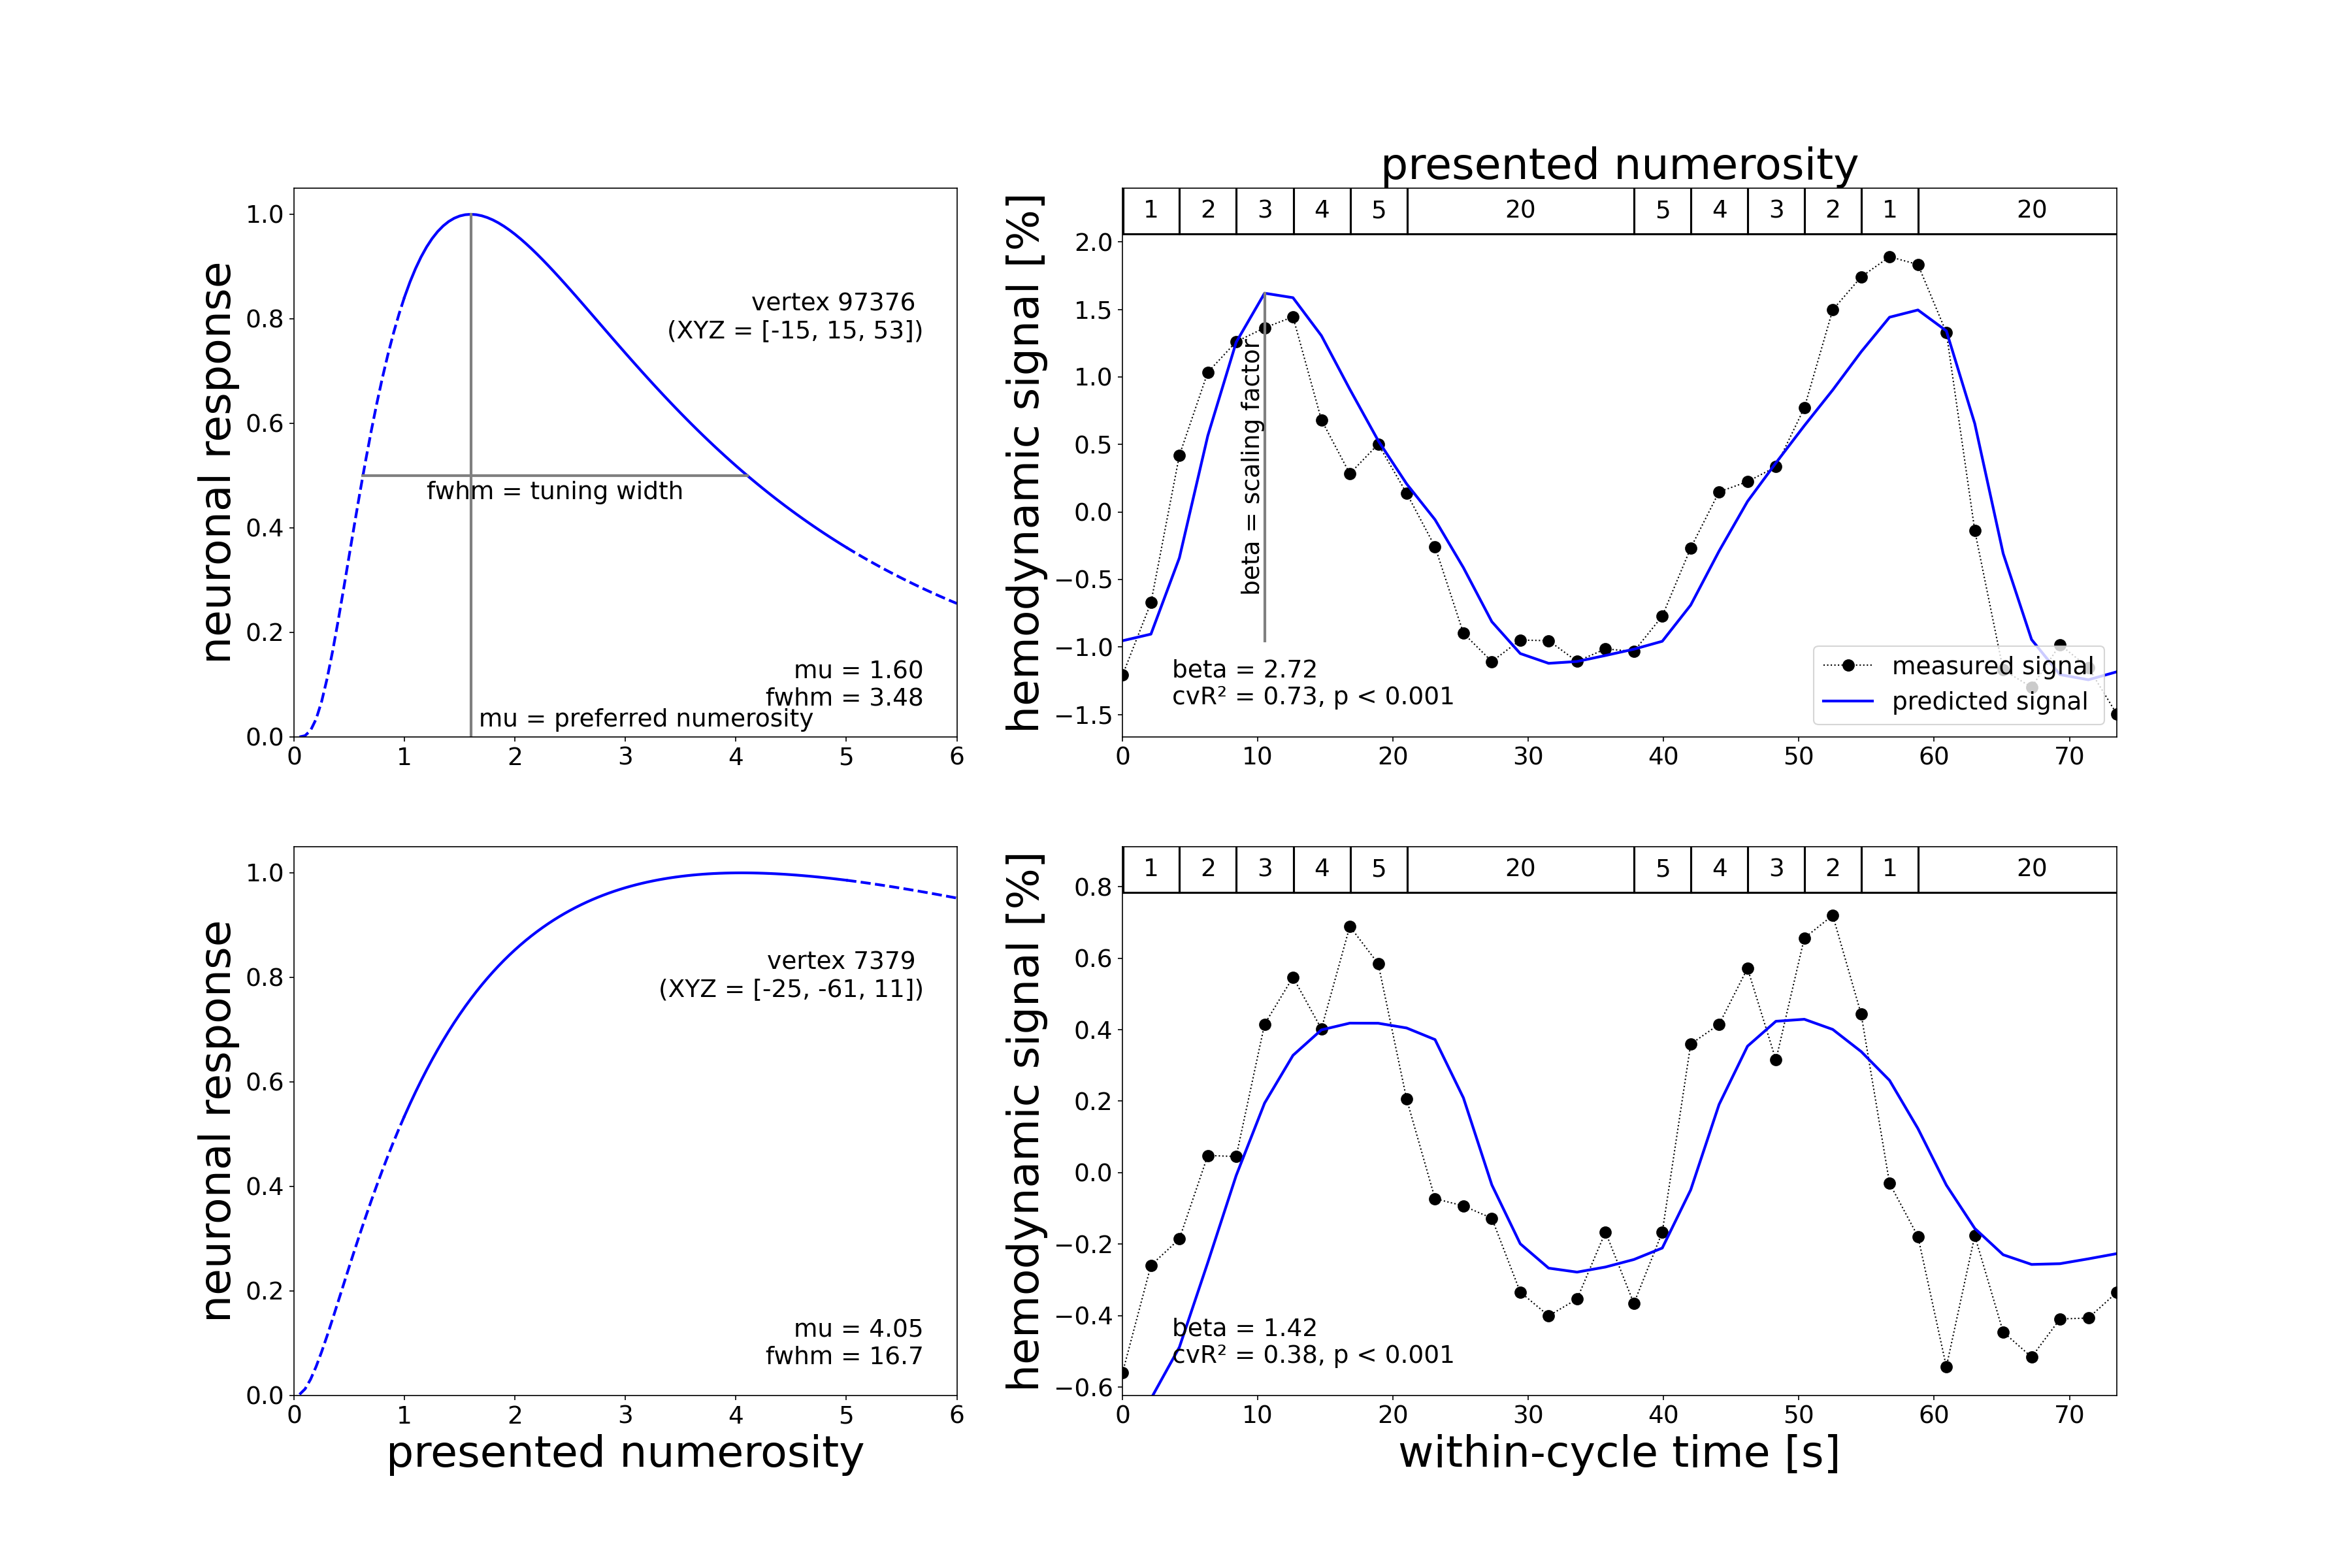 presented numerosity
neuronal response
1.0
0.8
0.6
0.4
0.2
0.0
0 1 2 3 4 5 6
vertex 97376
(XYZ = [-15, 15, 53])
fwhm = tuning width
mu = 1.60
fwhm = 3.48
mu = preferred numerosity
hemodynamic signal [%]
1 2 3 4 5 20 5 4 3 2 1 20
2.0
1.5
1.0
0.5
0.0
−0.5
−1.0
−1.5
0 10 20 30 40 50 60 70
beta = scaling factor
beta = 2.72
cvR² = 0.73, p < 0.001
measured signal
predicted signal
neuronal response
1.0
0.8
0.6
0.4
0.2
0.0
0 1 2 3 4 5 6
vertex 7379
(XYZ = [-25, -61, 11])
mu = 4.05
fwhm = 16.7
presented numerosity
hemodynamic signal [%]
1 2 3 4 5 20 5 4 3 2 1 20
0.8
0.6
0.4
0.2
0.0
−0.2
−0.4
−0.6
0 10 20 30 40 50 60 70
beta = 1.42
cvR² = 0.38, p < 0.001
within-cycle time [s]